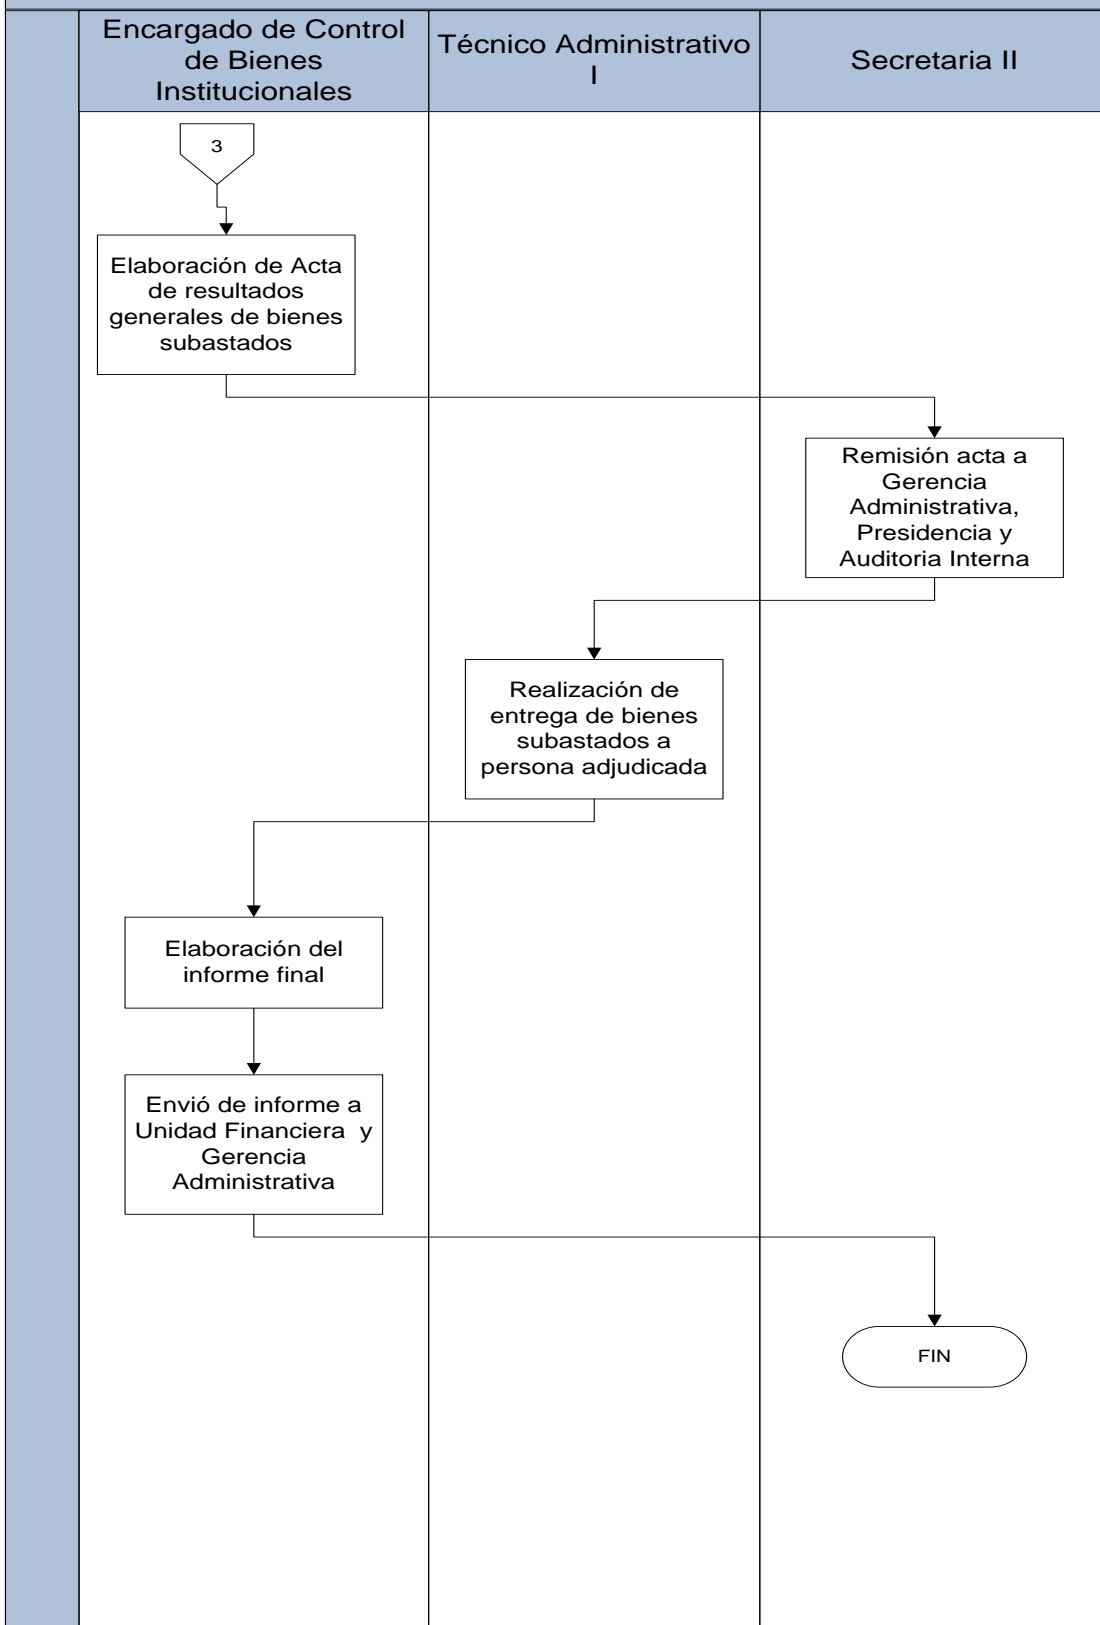 Encargado de Control
de Bienes
Institucionales
Técnico Administrativo
I
Secretaria II
3
Elaboración de Acta
de resultados
generales de bienes
subastados
Remisión acta a
Gerencia
Administrativa,
Presidencia y
Auditoria Interna
Realización de
entrega de bienes
subastados a
persona adjudicada
Elaboración del
informe final
Envió de informe a
Unidad Financiera y
Gerencia
Administrativa
FIN